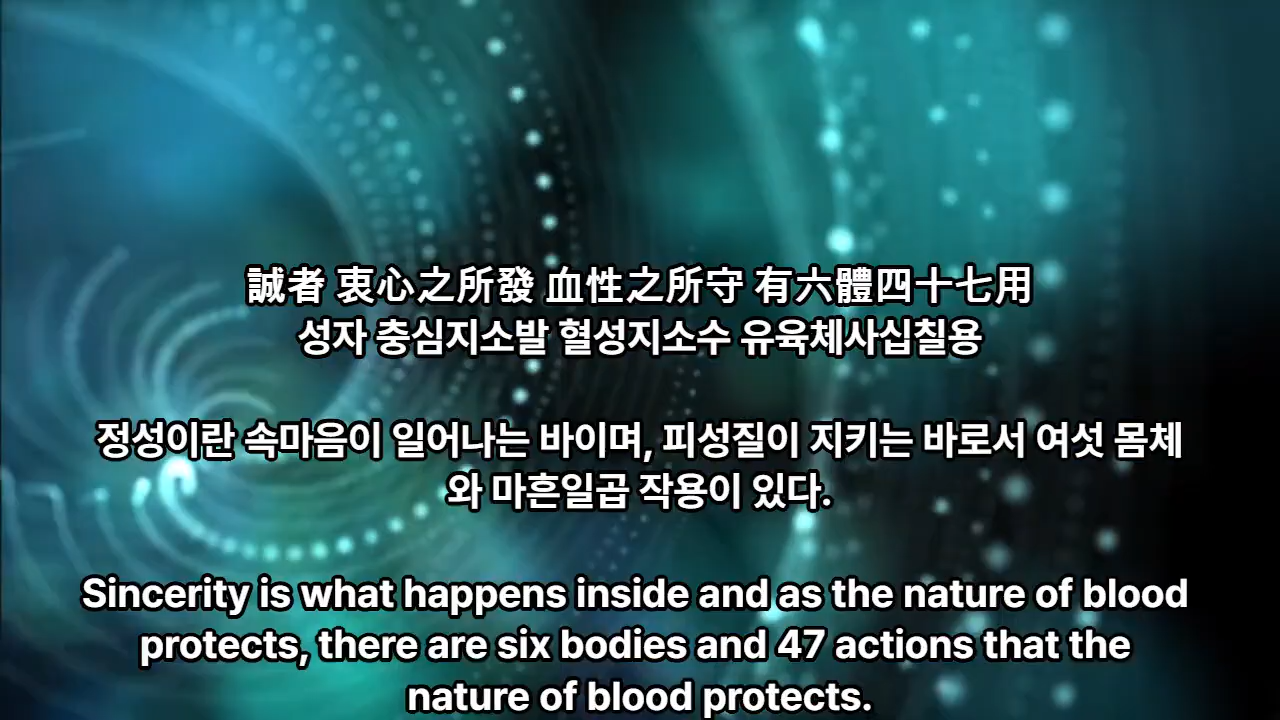 誠者 衷心之所發 血性之所守 有六體四十七用
성자 충심지소발 혈성지소수 유육체사십칠용
정성이란 속마음이 일어나는 바이며, 피성질이 지키는 바로서 여섯 몸체
와 마흔일곱 작용이 있다.
Sincerity is what happens inside and as the nature of blood
protects, there are six bodies and 47 actions that the
nature of blood protects.